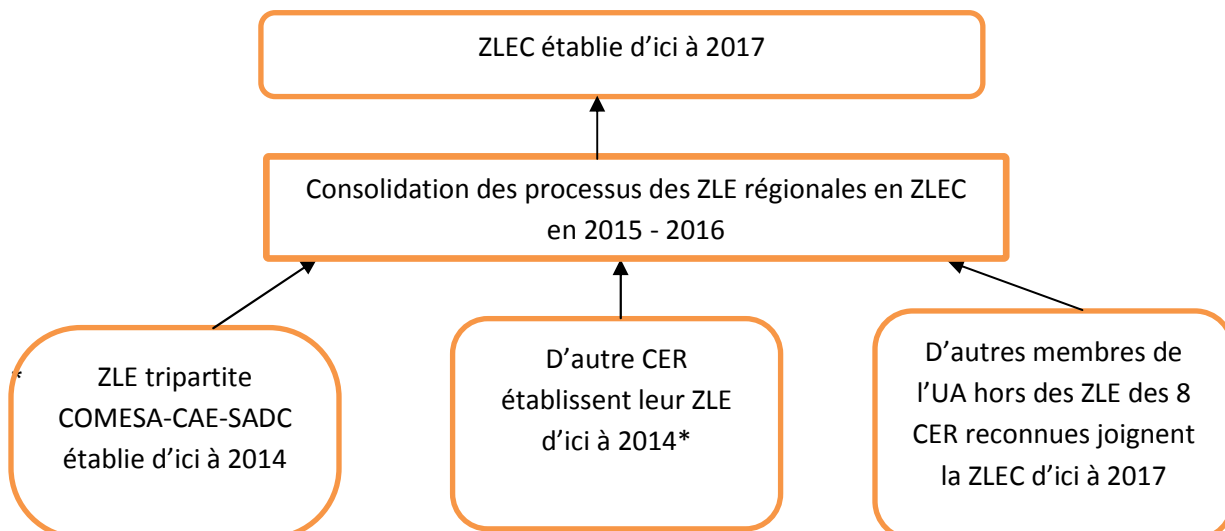 ZLEC établie d’ici à 2017
Consolidation des processus des ZLE régionales en ZLEC
en 2015 - 2016
* ZLE tripartite
COMESA-CAE-SADC
établie d’ici à 2014
D’autre CER
établissent leur ZLE
d’ici à 2014*
D’autres membres de
l’UA hors des ZLE des 8
CER reconnues joignent
la ZLEC d’ici à 2017